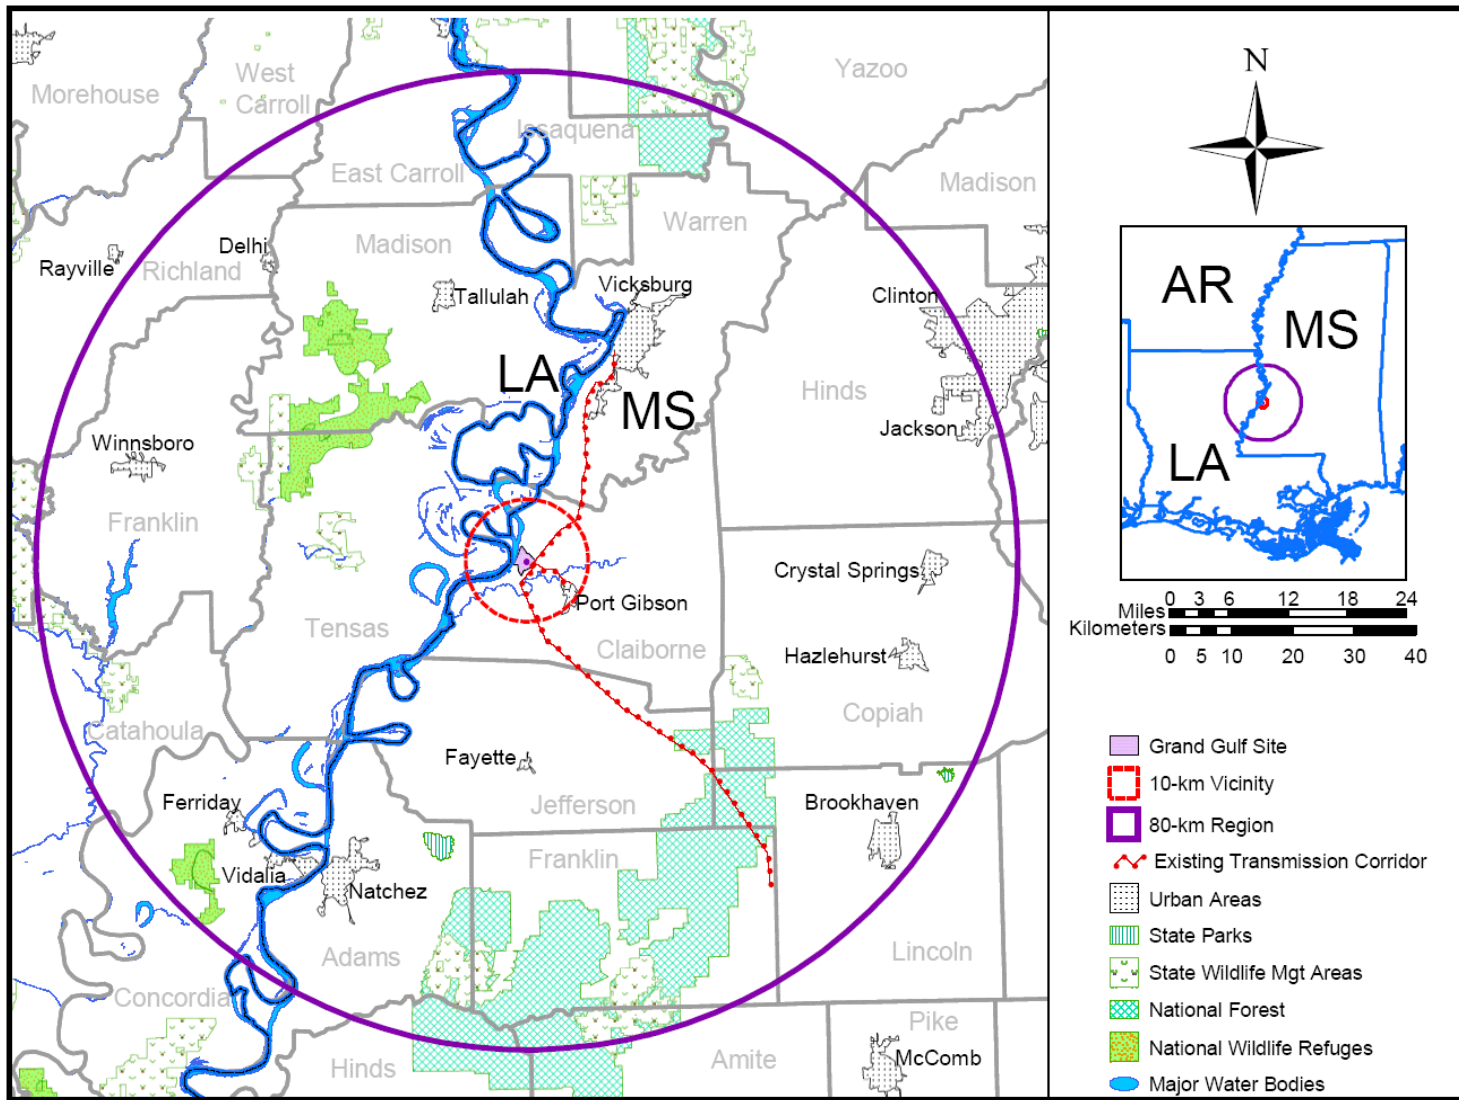 Morehouse
West
Carroll
Yazoo
Issaquena
East Carroll
Madison
Warren
Madison
Rayville
Delhi
Richland
Tallulah
Vicksburg
Clinton
LA
MS
Hinds
Jackson
Winnsboro
Franklin
Crystal Springs
Port Gibson
Tensas
Claiborne
Hazlehurst
Catahoula
Copiah
Fayette
Ferriday
Jefferson
Brookhaven
Franklin
Vidalia
Natchez
Adams
Lincoln
Concordia
Hinds
Amite
Pike
McComb
N
AR
MS
LA
0 3 6 12 18 24
Miles
Kilometers
0 5 10 20 30 40
Grand Gulf Site
10-km Vicinity
80-km Region
Existing Transmission Corridor
Urban Areas
State Parks
State Wildlife Mgt Areas
National Forest
National Wildlife Refuges
Major Water Bodies